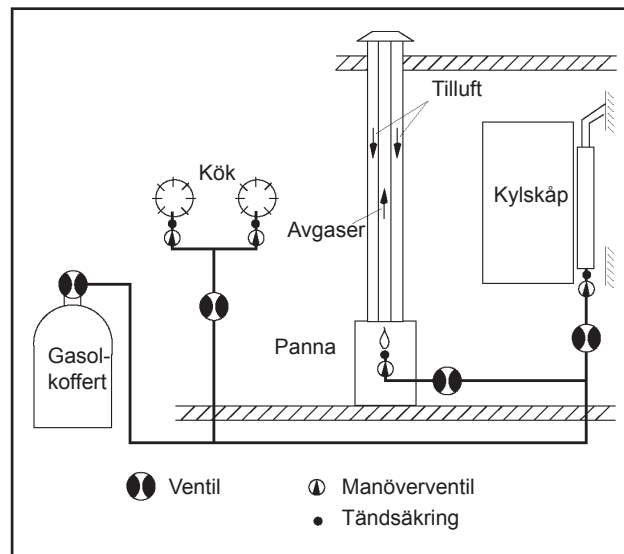 Tilluft
Kök
Kylskåp
Avgaser
Panna
Gasol-
koffert
Ventil
Manöverventil
Tändsäkring